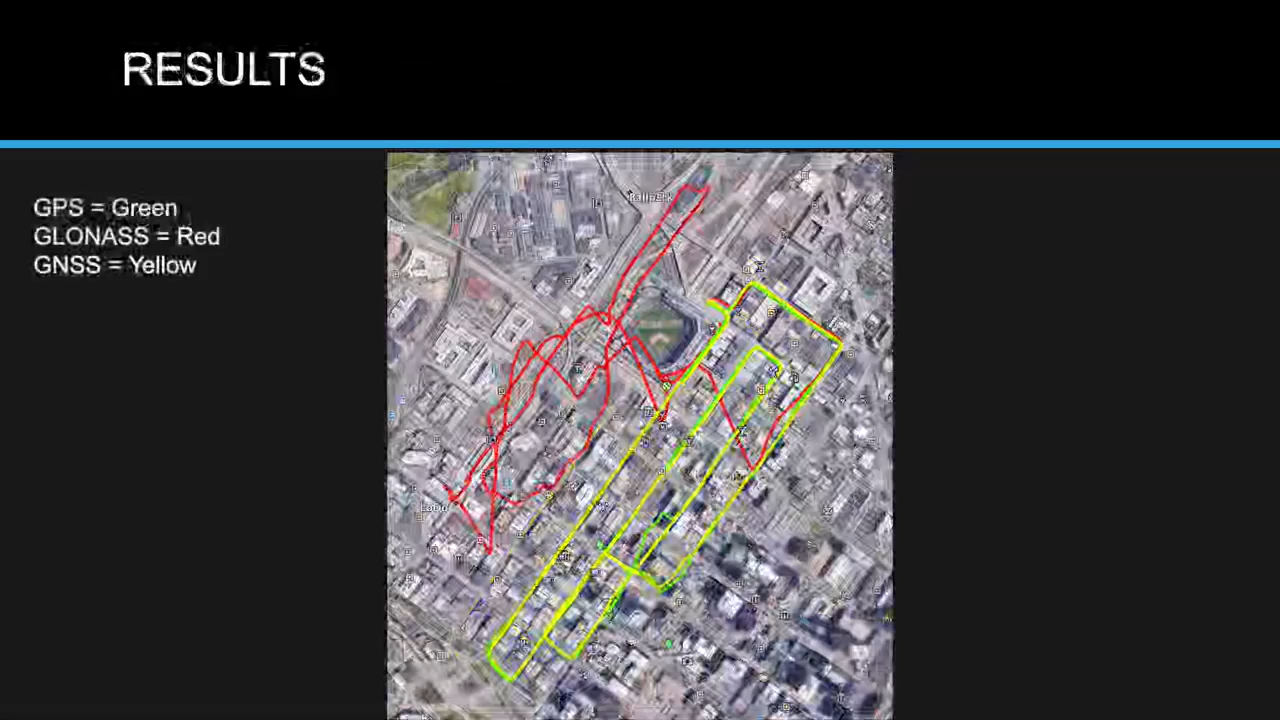 RESULTS
GPS = Green
GLONASS = Red
GNSS = Yellow